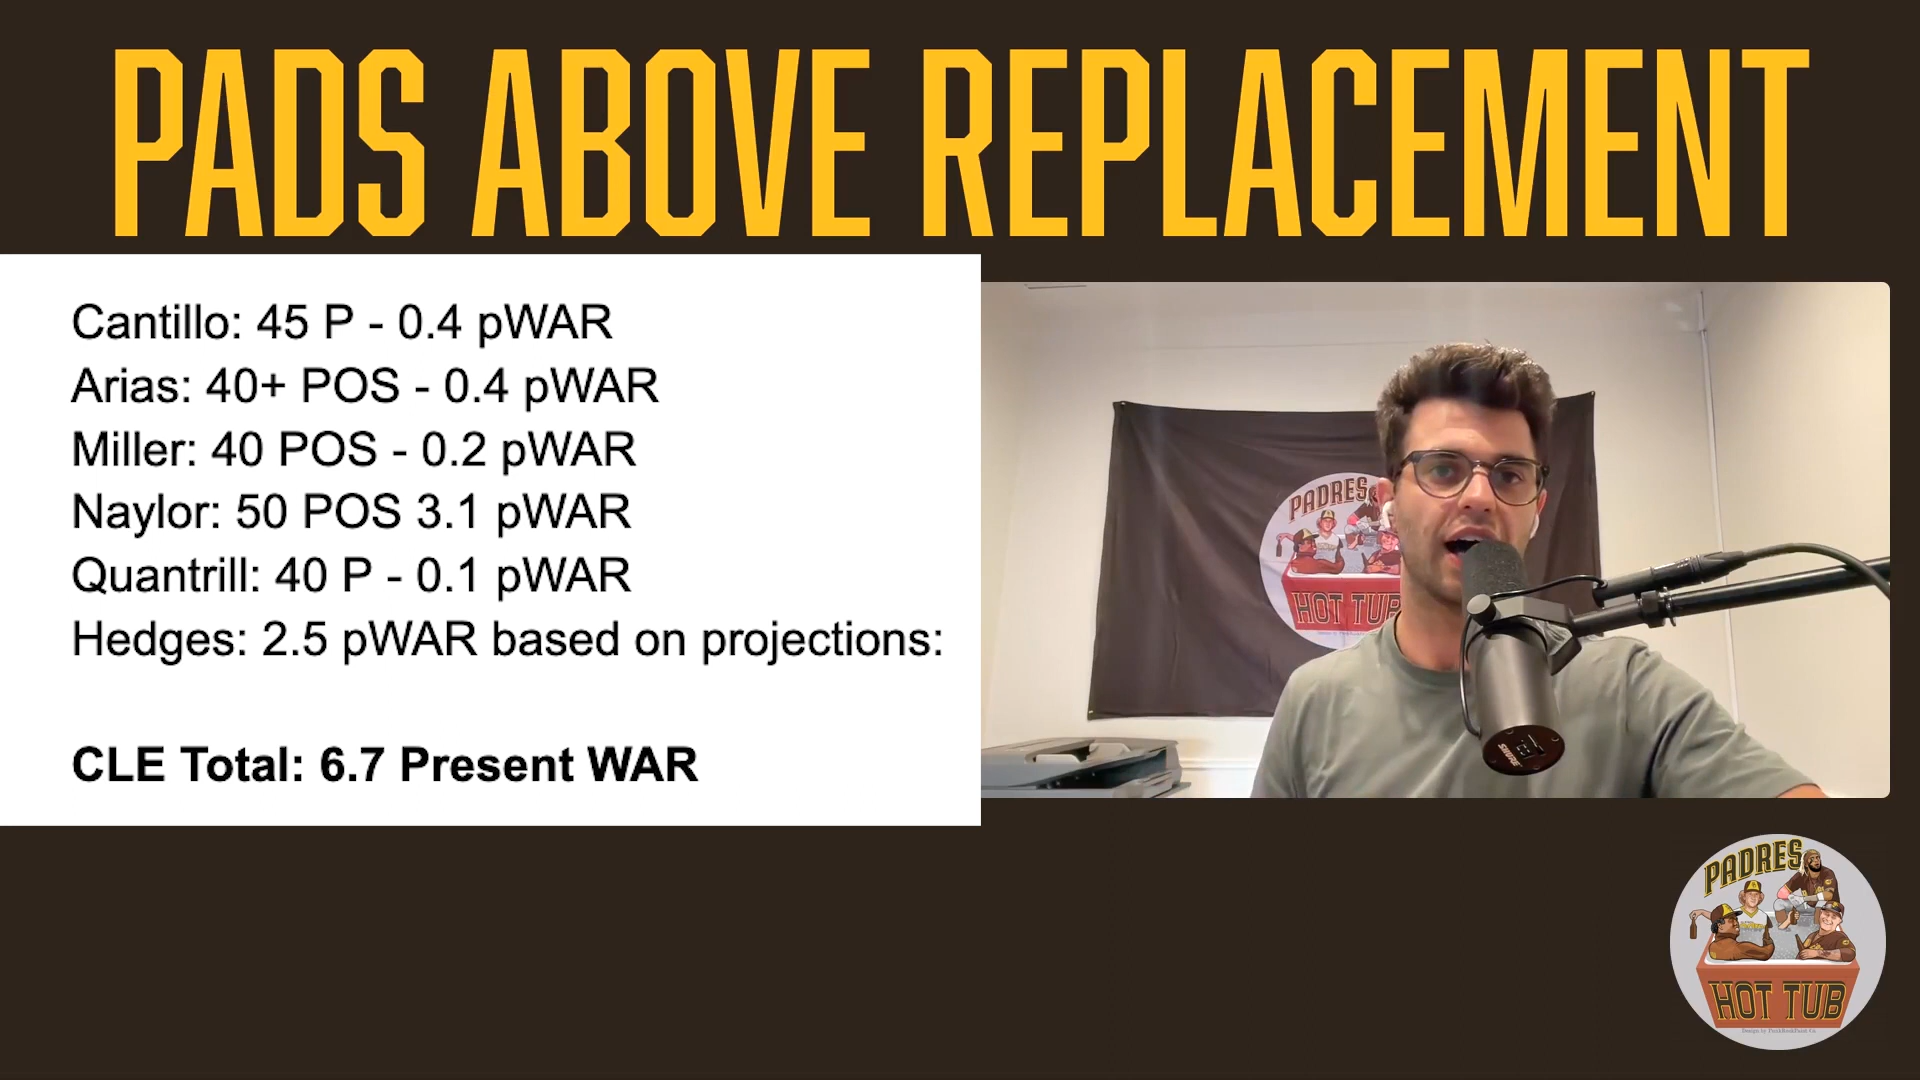 PADS ABOVE REPLACEMENT
Cantillo: 45 P - 0.4 pWAR
Arias: 40+ POS - 0.4 pWAR
Miller: 40 POS - 0.2 pWAR
Naylor: 50 POS 3.1 pWAR
Quantrill: 40 P - 0.1 pWAR
Hedges: 2.5 pWAR based on projections:
CLE Total: 6.7 Present WAR
PADRES
HOT TUB
SHURE
PADRES
HOT TUB